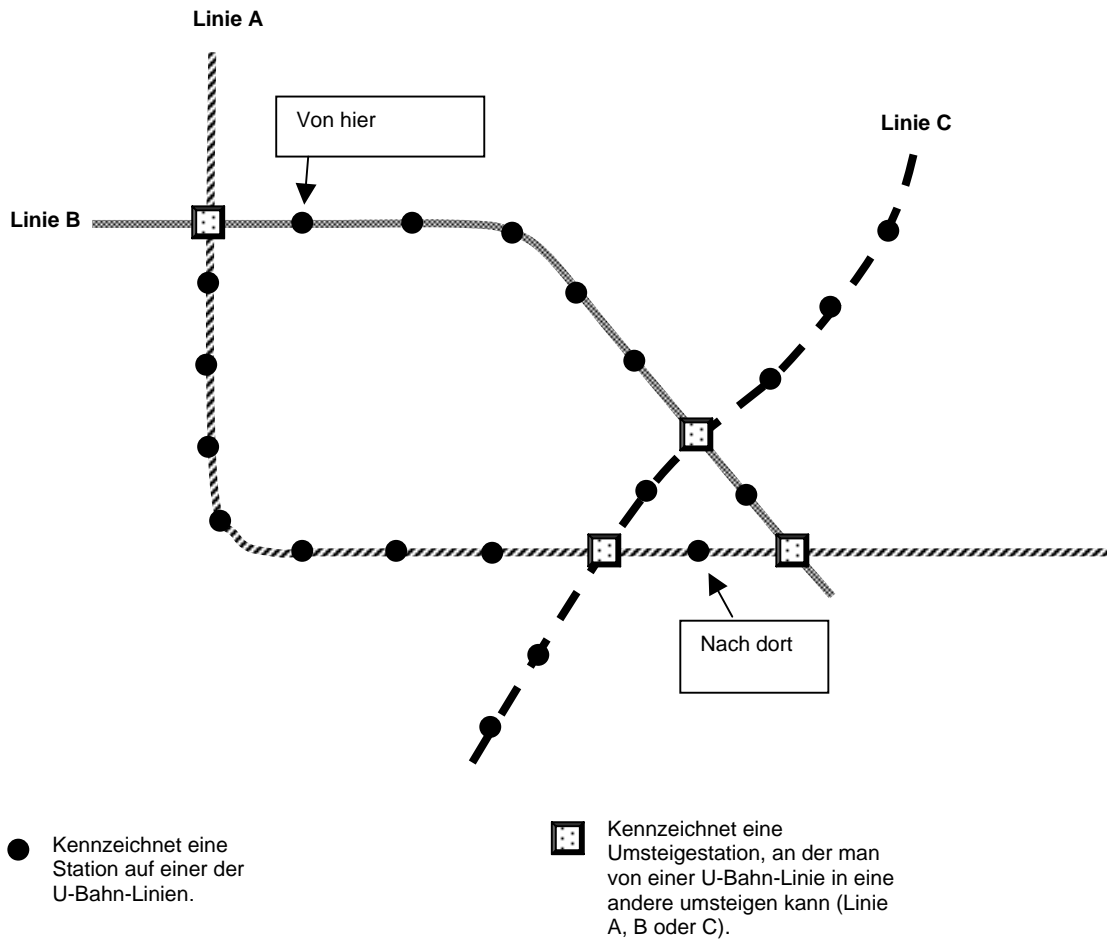 Linie A
Von hier
Linie C
Linie B
Nach dort
Kennzeichnet eine
Station auf einer der
U-Bahn-Linien.
Kennzeichnet eine
Umsteigestation, an der man
von einer U-Bahn-Linie in eine
andere umsteigen kann (Linie
A, B oder C).